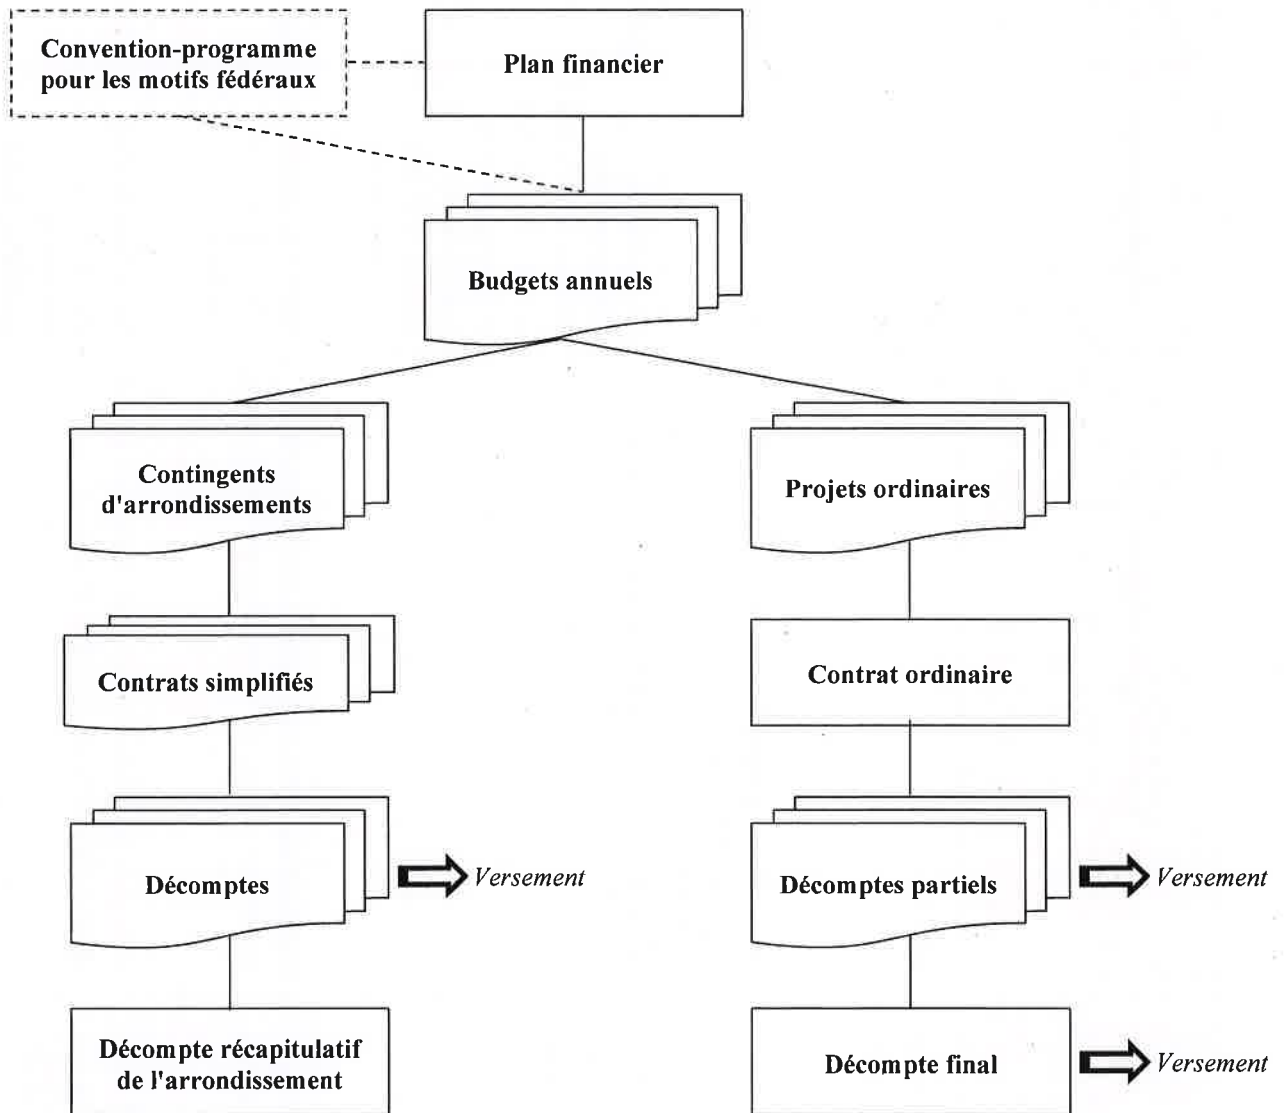 Convention-programme
pour les motifs fédéraux
Plan financier
Budgets annuels
Contingents
d'arrondissements
Projets ordinaires
Contrats simplifiés
Contrat ordinaire
Décomptes
Versement
Décomptes partiels
Versement
Décompte récapitulatif
de l'arrondissement
Décompte final
Versement